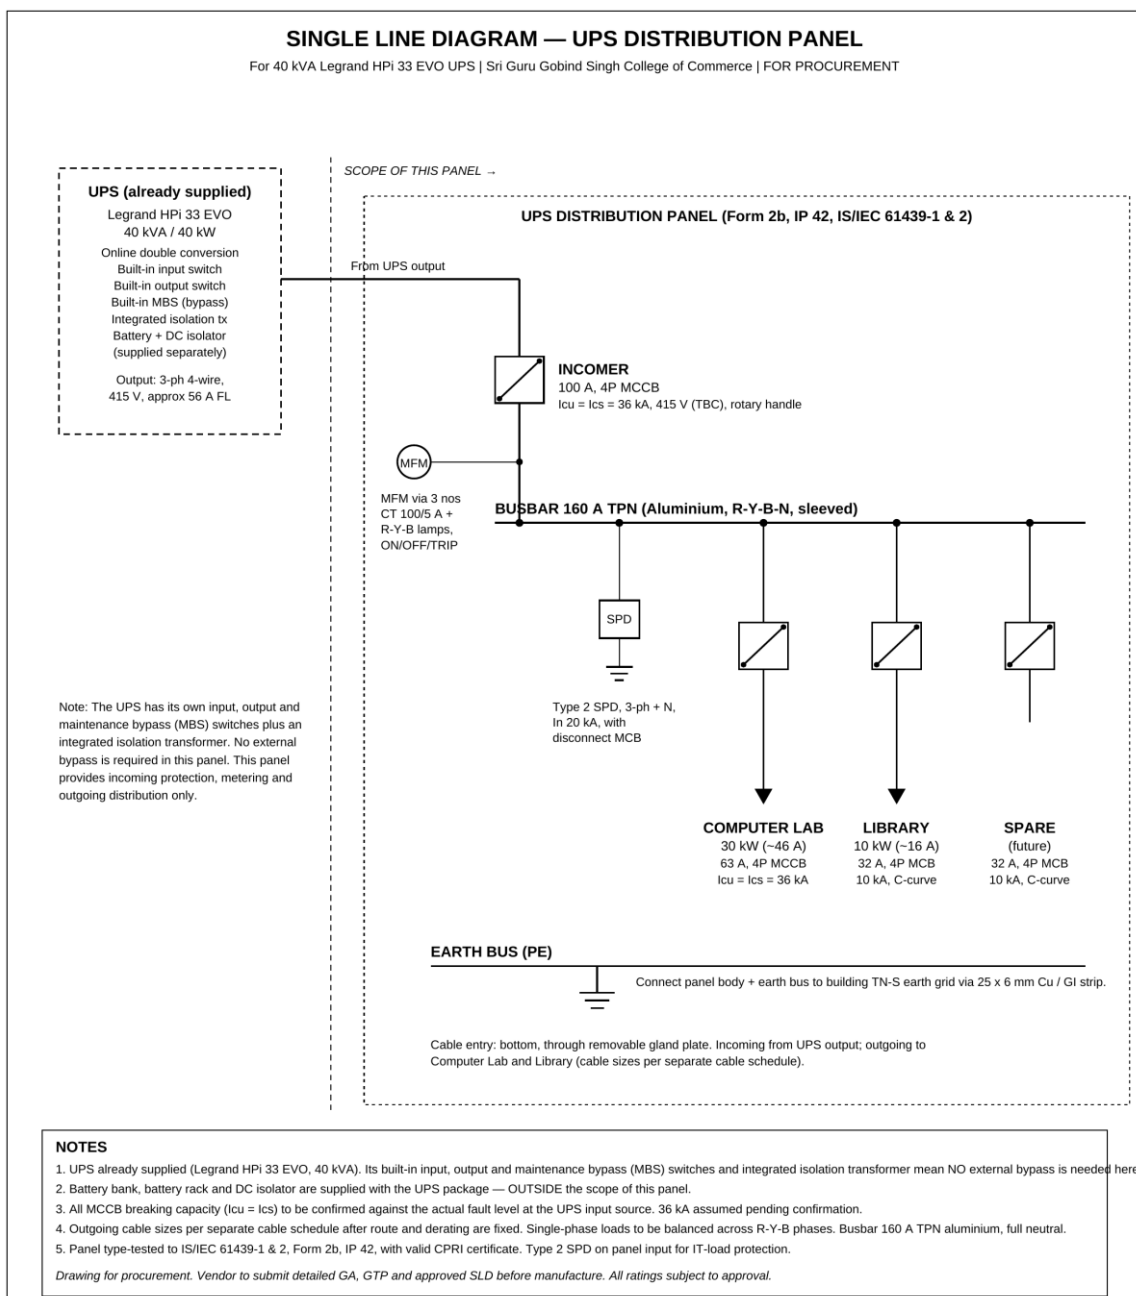 SINGLE LINE DIAGRAM — UPS DISTRIBUTION PANEL
For 40 kVA Legrand HPi 33 EVO UPS | Sri Guru Gobind Singh College of Commerce | FOR PROCUREMENT
SCOPE OF THIS PANEL →
UPS (already supplied)
Legrand HPi 33 EVO
40 kVA / 40 kW
Online double conversion
Built-in input switch
Built-in output switch
Built-in MBS (bypass)
Integrated isolation tx
Battery + DC isolator
(supplied separately)
Output: 3-ph 4-wire,
415 V, approx 56 A FL
UPS DISTRIBUTION PANEL (Form 2b, IP 42, IS/IEC 61439-1 & 2)
From UPS output
INCOMER
100 A, 4P MCCB
Icu = Ics = 36 kA, 415 V (TBC), rotary handle
MFM
MFM via 3 nos
CT 100/5 A +
R-Y-B lamps,
ON/OFF/TRIP
BUSBAR 160 A TPN (Aluminium, R-Y-B-N, sleeved)
SPD
Type 2 SPD, 3-ph + N,
In 20 kA, with
disconnect MCB
Note: The UPS has its own input, output and
maintenance bypass (MBS) switches plus an
integrated isolation transformer. No external
bypass is required in this panel. This panel
provides incoming protection, metering and
outgoing distribution only.
COMPUTER LAB
30 kW (~46 A)
63 A, 4P MCCB
Icu = Ics = 36 kA
LIBRARY
10 kW (~16 A)
32 A, 4P MCB
10 kA, C-curve
SPARE
(future)
32 A, 4P MCB
10 kA, C-curve
EARTH BUS (PE)
Connect panel body + earth bus to building TN-S earth grid via 25 x 6 mm Cu / GI strip.
Cable entry: bottom, through removable gland plate. Incoming from UPS output; outgoing to
Computer Lab and Library (cable sizes per separate cable schedule).
NOTES
1. UPS already supplied (Legrand HPi 33 EVO, 40 kVA). Its built-in input, output and maintenance bypass (MBS) switches and integrated isolation transformer mean NO external bypass is needed here
2. Battery bank, battery rack and DC isolator are supplied with the UPS package — OUTSIDE the scope of this panel.
3. All MCCB breaking capacity (Icu = Ics) to be confirmed against the actual fault level at the UPS input source. 36 kA assumed pending confirmation.
4. Outgoing cable sizes per separate cable schedule after route and derating are fixed. Single-phase loads to be balanced across R-Y-B phases. Busbar 160 A TPN aluminium, full neutral.
5. Panel type-tested to IS/IEC 61439-1 & 2, Form 2b, IP 42, with valid CPRI certificate. Type 2 SPD on panel input for IT-load protection.
Drawing for procurement. Vendor to submit detailed GA, GTP and approved SLD before manufacture. All ratings subject to approval.